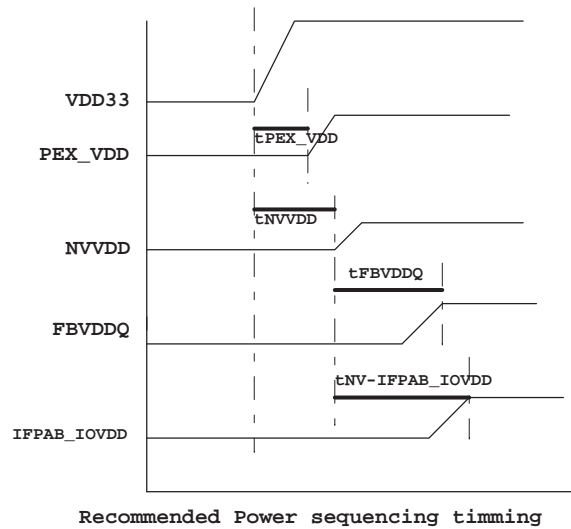 VDD33
tPEX_VDD
PEX_VDD
tNVVDD
NVVDD
tFBVDDQ
FBVDDQ
tNV-IFPAB_IOVDD
IFPAB_IOVDD
Recommended Power sequencing timming